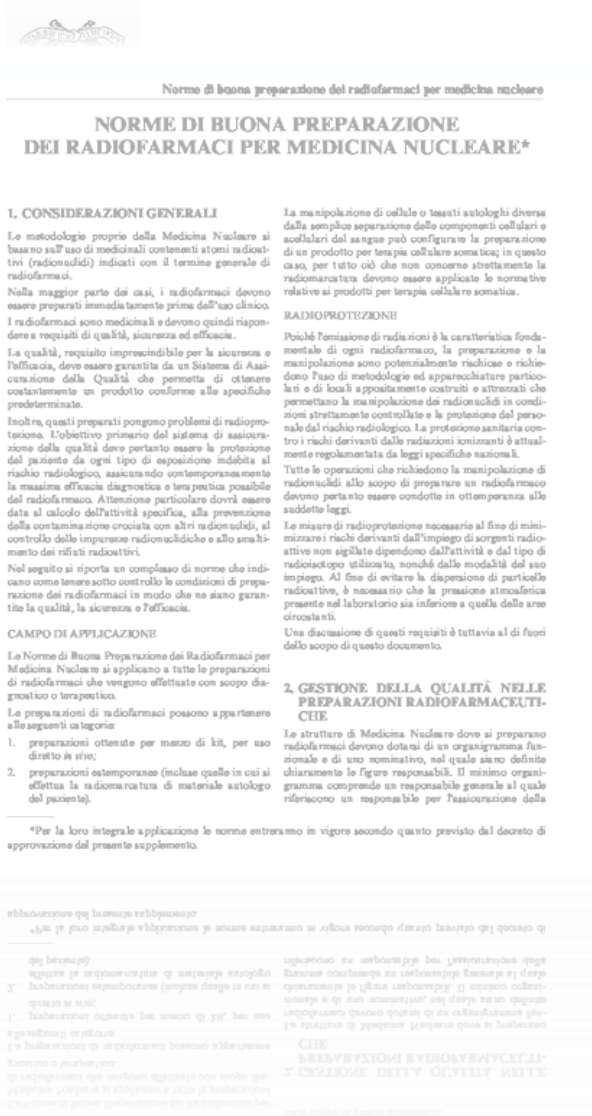 Norme di buona preparazione dei radiofarmaci per medicina nucleare
NORME DI BUONA PREPARAZIONE
DEI RADIOFARMACI PER MEDICINA NUCLEARE*
1. CONSIDERAZIONI GENERALI
Le metodologie proprie della Medicina Nucleare si
basano sull'uso di medicinali contenenti atomi radioat-
tivi (radionuclidi) indicati con il termine generale di
radiofarmaci.
Nella maggior parte dei casi, i radiofarmaci devono
essere preparati immediatamente prima dell'uso clinico.
I radiofarmaci sono medicinali e devono quindi rispon-
dere a requisiti di qualità, sicurezza ed efficacia.
La qualità, requisito imprescindibile per la sicurezza e
l'efficacia, deve essere garantita da un Sistema di Assi-
curazione della Qualità che permetta di ottenere
costantemente un prodotto conforme alle specifiche
predeterminate.
Inoltre, questi preparati pongono problemi di radiopro-
tezione. L'obiettivo primario del sistema di assicura-
zione della qualità deve pertanto essere la protezione
del paziente da ogni tipo di esposizione indebita al
rischio radiologico, assicurando contemporaneamente
la massima efficacia diagnostica e terapeutica possibile
del radiofarmaco. Attenzione particolare dovrà essere
data al calcolo dell'attività specifica, alla prevenzione
della contaminazione crociata con altri radionuclidi, al
controllo delle impurezze radionuclidiche e allo smalti-
mento dei rifiuti radioattivi.
Nel seguito si riporta un complesso di norme che indi-
cano come tenere sotto controllo le condizioni di prepa-
razione dei radiofarmaci in modo che ne siano garan-
tite la qualità, la sicurezza e l'efficacia.
CAMPO DI APPLICAZIONE
Le Norme di Buona Preparazione dei Radiofarmaci per
Medicina Nucleare si applicano a tutte le preparazioni
di radiofarmaci che vengono effettuate con scopo dia-
gnostico o terapeutico.
Le preparazioni di radiofarmaci possono appartenere
alle seguenti categorie:
1. preparazioni ottenute per mezzo di kit, per uso
diretto in vivo;
2. preparazioni estemporanee (incluse quelle in cui si
effettua la radiomarcatura di materiale autologo
del paziente).
La manipolazione di cellule o tessuti autologhi diversa
dalla semplice separazione delle componenti cellulari e
acellulari del sangue può configurare la preparazione
di un prodotto per terapia cellulare somatica; in questo
caso, per tutto ciò che non concerne strettamente la
radiomarcatura devono essere applicate le normative
relative ai prodotti per terapia cellulare somatica.
RADIOPROTEZIONE
Poiché l'emissione di radiazioni è la caratteristica fonda-
mentale di ogni radiofarmaco, la preparazione e la
manipolazione sono potenzialmente rischiose e richie-
dono l'uso di metodologie ed apparecchiature partico-
lari e di locali appositamente costruiti e attrezzati che
permettano la manipolazione dei radionuclidi in condi-
zioni strettamente controllate e la protezione del perso-
nale dal rischio radiologico. La protezione sanitaria con-
tro i rischi derivanti dalle radiazioni ionizzanti è attual-
mente regolamentata da leggi specifiche nazionali.
Tutte le operazioni che richiedono la manipolazione di
radionuclidi allo scopo di preparare un radiofarmaco
devono pertanto essere condotte in ottemperanza alle
suddette leggi.
Le misure di radioprotezione necessarie al fine di mini-
mizzare i rischi derivanti dall'impiego di sorgenti radio-
attive non sigillate dipendono dall'attività e dal tipo di
radioisotopo utilizzato, nonché dalle modalità del suo
impiego. Al fine di evitare la dispersione di particelle
radioattive, è necessario che la pressione atmosferica
presente nel laboratorio sia inferiore a quella delle aree
circostanti.
Una discussione di questi requisiti è tuttavia al di fuori
dello scopo di questo documento.
2. GESTIONE DELLA QUALITÀ NELLE
PREPARAZIONI RADIOFARMACEUTI-
CHE
Le strutture di Medicina Nucleare dove si preparano
radiofarmaci devono dotarsi di un organigramma fun-
zionale e di uno nominativo, nel quale siano definite
chiaramente le figure responsabili. Il minimo organi-
gramma comprende un responsabile generale al quale
riferiscono un responsabile per l'assicurazione della
*Per la loro integrale applicazione le norme entreranno in vigore secondo quanto previsto dal decreto di
approvazione del presente supplemento.